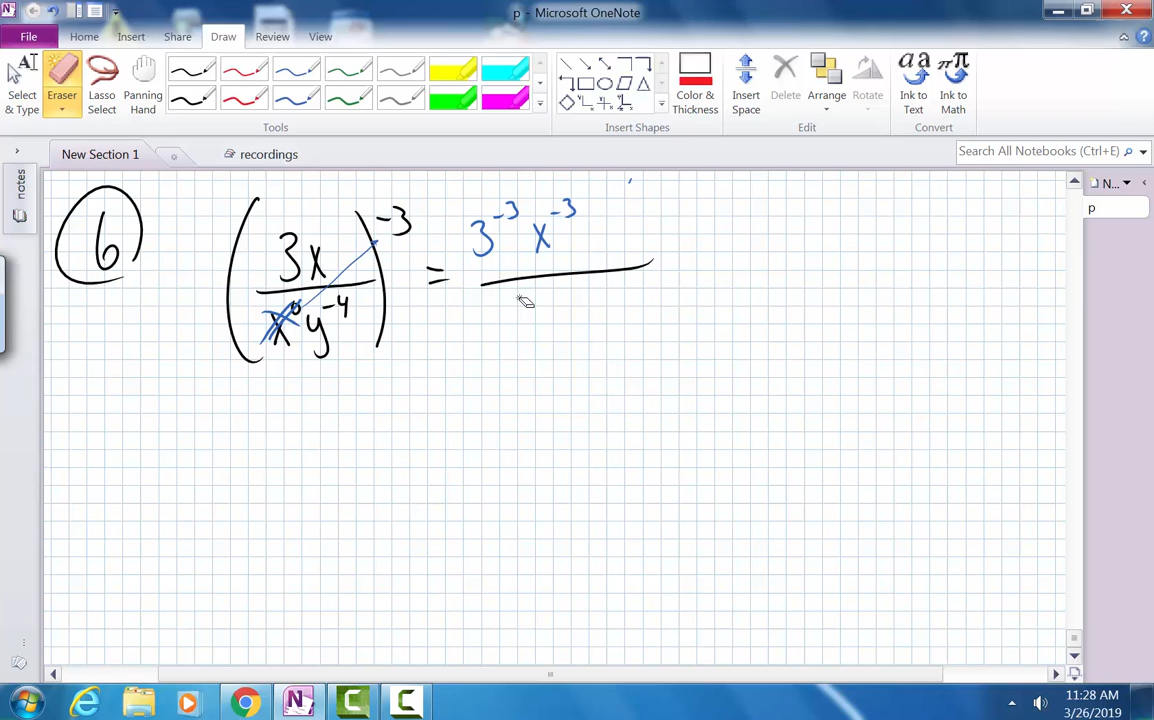 p - Microsoft OneNote
File Home Insert Share Draw Review View
Select & Type Eraser Lasso Select Panning Hand Color & Thickness Insert Space Arrange Delete Rotate Ink to Text Ink to Math
Tools Insert Shapes Edit Convert
New Section 1 recordings Search All Notebooks (Ctrl+E)
notes
N...
p
6 (3x / x⁰y⁻⁴)⁻³ = 3⁻³ x⁻³
11:28 AM
3/26/2019